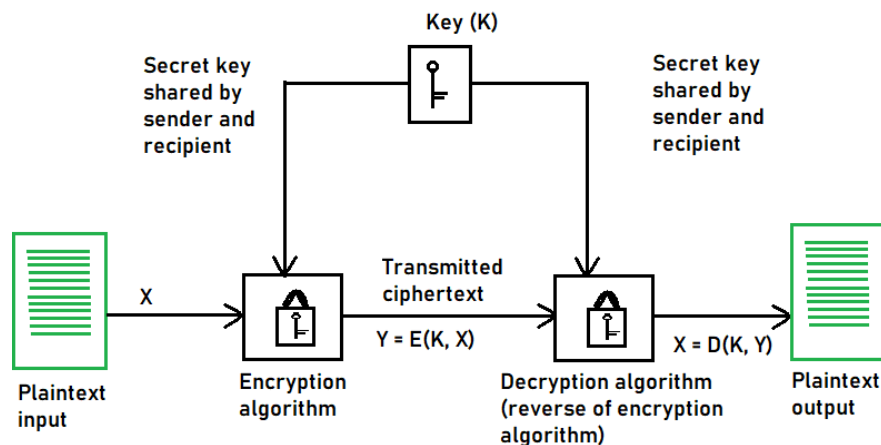 Key (K)
Secret key
shared by
sender and
recipient
Secret key
shared by
sender and
recipient
X
Transmitted
ciphertext
Y = E(K, X)
X = D(K, Y)
Plaintext
input
Encryption
algorithm
Decryption algorithm
(reverse of encryption
algorithm)
Plaintext
output